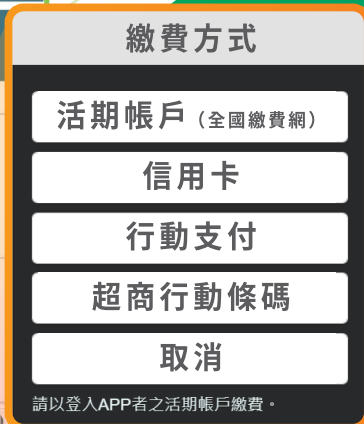 繳費方式
活期帳戶（全國繳費網）
信用卡
行動支付
超商行動條碼
取消
請以登入APP者之活期帳戶繳費。